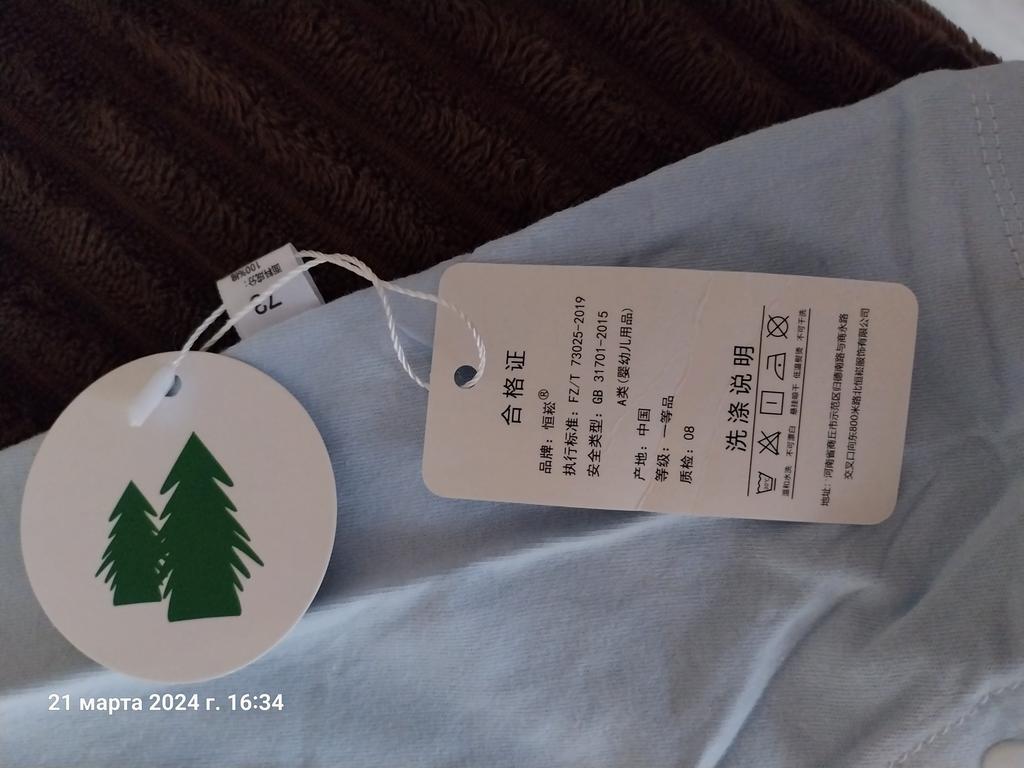 合格证
品牌：恒崧®
执行标准：FZ/T 73025-2019
安全类型：GB 31701-2015
A类(婴幼儿用品)
产地：中国
等级：一等品
质检：08
洗涤说明
温和水洗 不可漂白 悬挂晾干 低温熨烫 不可干洗
地址：河南省商丘市示范区归德南路与商永路
交叉口向东800米路北恒崧服饰有限公司
面料成分：
100%棉
21 марта 2024 г. 16:34